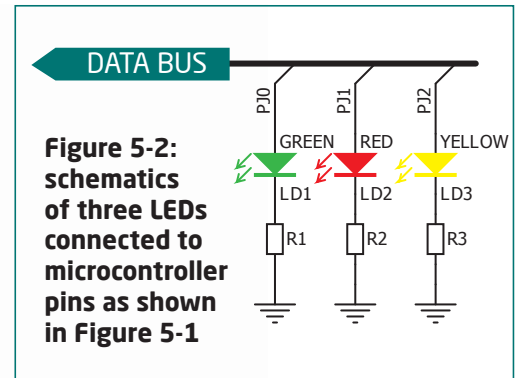 DATA BUS
PJ0
PJ1
PJ2
GREEN
RED
YELLOW
LD1
LD2
LD3
R1
R2
R3
Figure 5-2:
schematics
of three LEDs
connected to
microcontroller
pins as shown
in Figure 5-1